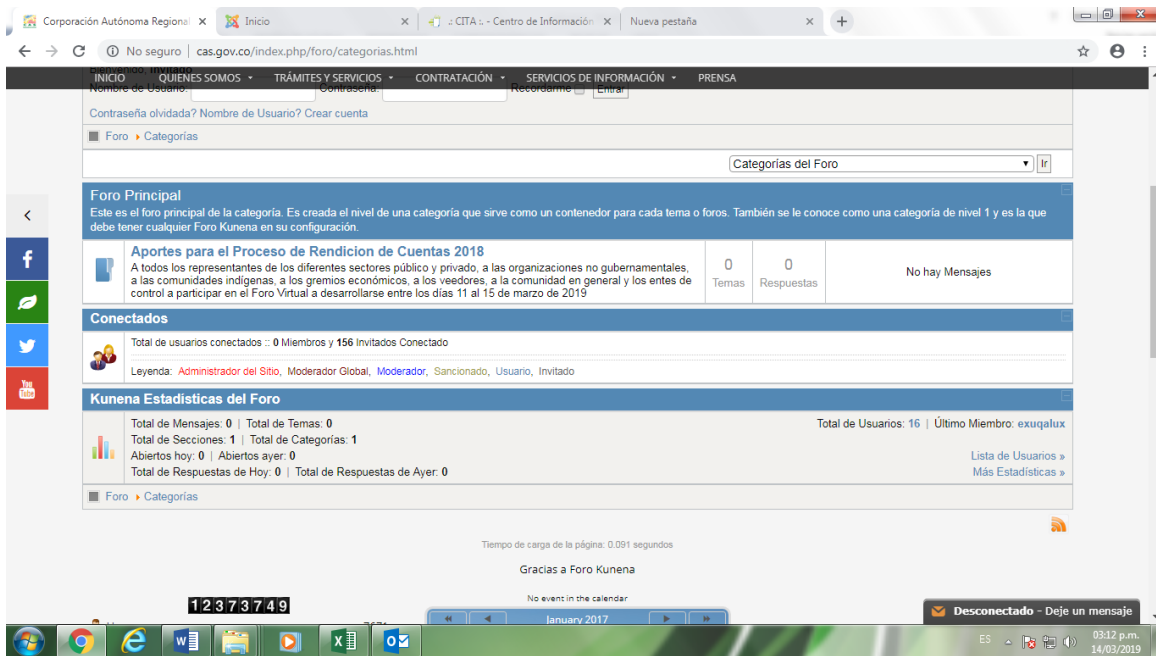 Corporación Autónoma Regional
Inicio
.: CITA :. - Centro de Información
Nueva pestaña
No seguro | cas.gov.co/index.php/foro/categorias.html
INICIO QUIENES SOMOS TRÁMITES Y SERVICIOS CONTRATACIÓN SERVICIOS DE INFORMACIÓN PRENSA
Bienvenido, Invitado
Nombre de Usuario: Contraseña: Recordarme Entrar
Contraseña olvidada? Nombre de Usuario? Crear cuenta
Foro Categorías
Categorías del Foro Ir
Foro Principal
Este es el foro principal de la categoría. Es creada el nivel de una categoría que sirve como un contenedor para cada tema o foros. También se le conoce como una categoría de nivel 1 y es la que
debe tener cualquier Foro Kunena en su configuración.
Aportes para el Proceso de Rendicion de Cuentas 2018
A todos los representantes de los diferentes sectores público y privado, a las organizaciones no gubernamentales,
a las comunidades indígenas, a los gremios económicos, a los veedores, a la comunidad en general y los entes de
control a participar en el Foro Virtual a desarrollarse entre los días 11 al 15 de marzo de 2019
0
Temas
0
Respuestas
No hay Mensajes
Conectados
Total de usuarios conectados :: 0 Miembros y 156 Invitados Conectado
Leyenda: Administrador del Sitio, Moderador Global, Moderador, Sancionado, Usuario, Invitado
Kunena Estadísticas del Foro
Total de Mensajes: 0 | Total de Temas: 0
Total de Secciones: 1 | Total de Categorías: 1
Abiertos hoy: 0 | Abiertos ayer: 0
Total de Respuestas de Hoy: 0 | Total de Respuestas de Ayer: 0
Total de Usuarios: 16 | Último Miembro: exuqalux
Lista de Usuarios »
Más Estadísticas »
Foro Categorías
Tiempo de carga de la página: 0.091 segundos
Gracias a Foro Kunena
No event in the calendar
12373749
January 2017
Desconectado - Deje un mensaje
You
Tube
ES
03:12 p.m.
14/03/2019